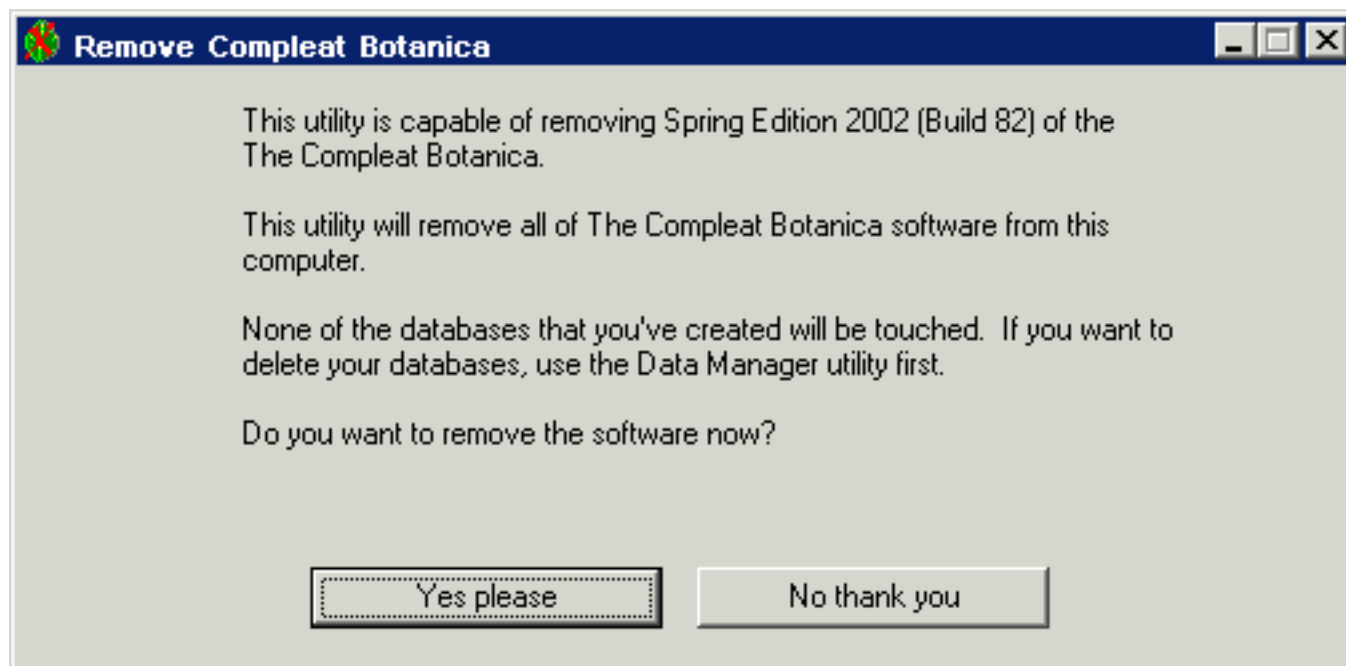 Remove Compleat Botanica
This utility is capable of removing Spring Edition 2002 (Build 82) of the
The Compleat Botanica.
This utility will remove all of The Compleat Botanica software from this
computer.
None of the databases that you've created will be touched.  If you want to
delete your databases, use the Data Manager utility first.
Do you want to remove the software now?
Yes please
No thank you